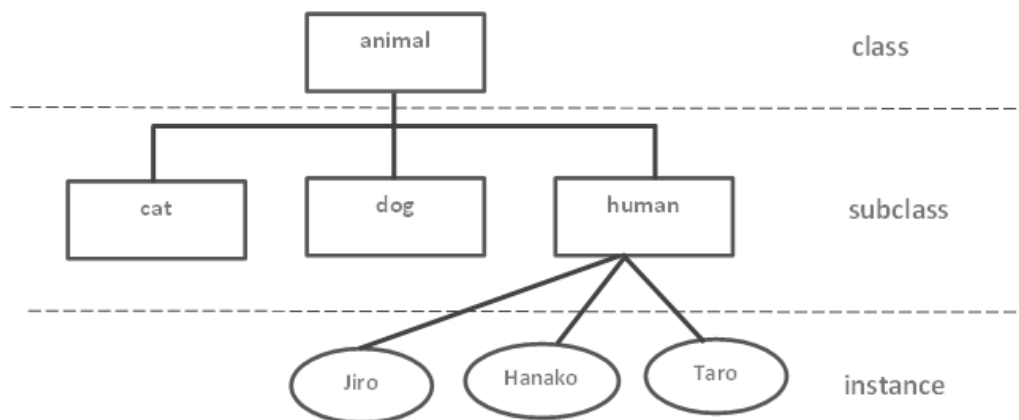 animal
class
cat
dog
human
subclass
Jiro
Hanako
Taro
instance